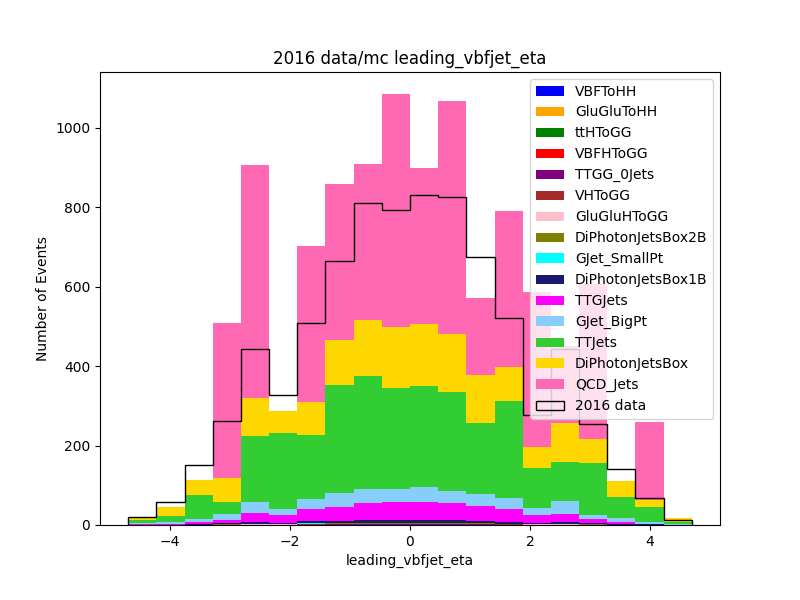 2016 data/mc leading_vbfjet_eta
Number of Events
1000
800
600
400
200
0
−4
−2
0
2
4
leading_vbfjet_eta
VBFToHH
GluGluToHH
ttHToGG
VBFHToGG
TTGG_0Jets
VHToGG
GluGluHToGG
DiPhotonJetsBox2B
GJet_SmallPt
DiPhotonJetsBox1B
TTGJets
GJet_BigPt
TTJets
DiPhotonJetsBox
QCD_Jets
2016 data